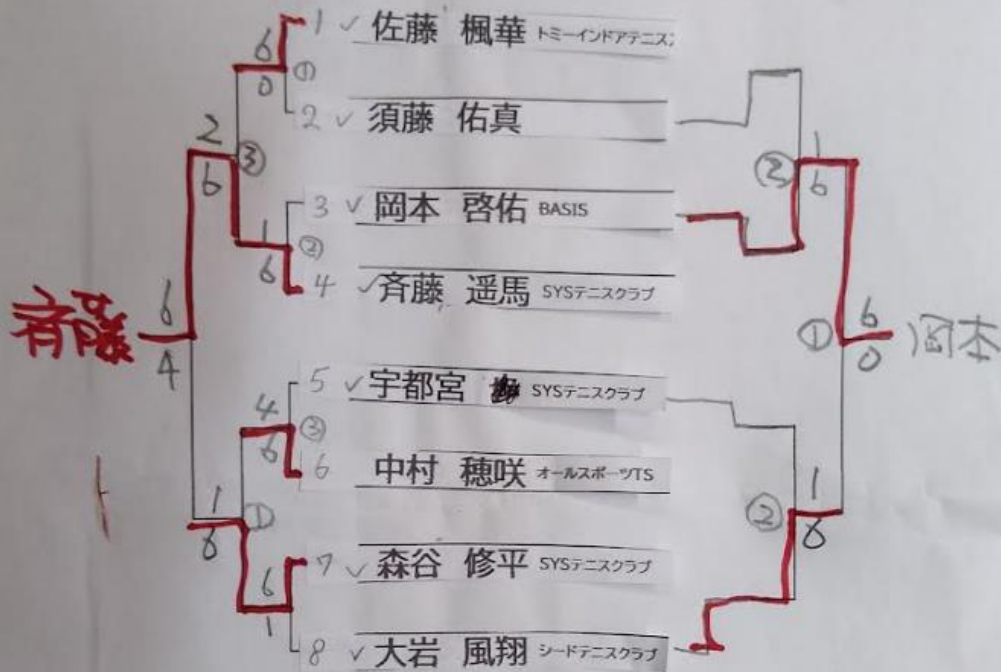 1 ✓ 佐藤 楓華 トミーインドアテニス
6
0 ①
2 ✓ 須藤 佑真
2
6 ③
3 ✓ 岡本 啓佑 BASIS
1
6 ②
4 ✓ 斉藤 遥馬 SYSテニスクラブ
斉藤
6
4
5 ✓ 宇都宮 SYSテニスクラブ
4
6 ③
6 中村 穂咲 オールスポーツTS
1
6 ①
7 ✓ 森谷 修平 SYSテニスクラブ
6
1
8 ✓ 大岩 風翔 シードテニスクラブ
1
6
① 6
0 岡本
② 1
6